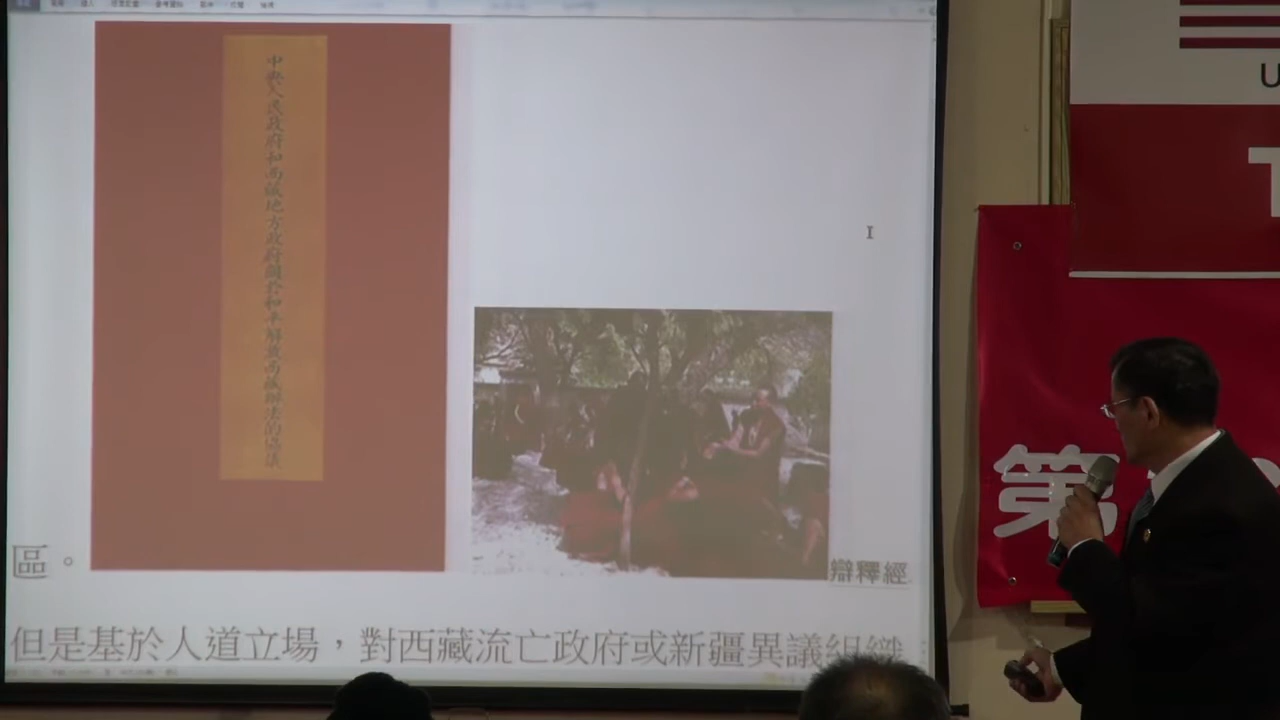 中央人民政府和西藏地方政府關於和平解放西藏辦法的協議
區。
辯釋經
但是基於人道立場，對西藏流亡政府或新疆異議組織
U
T
第